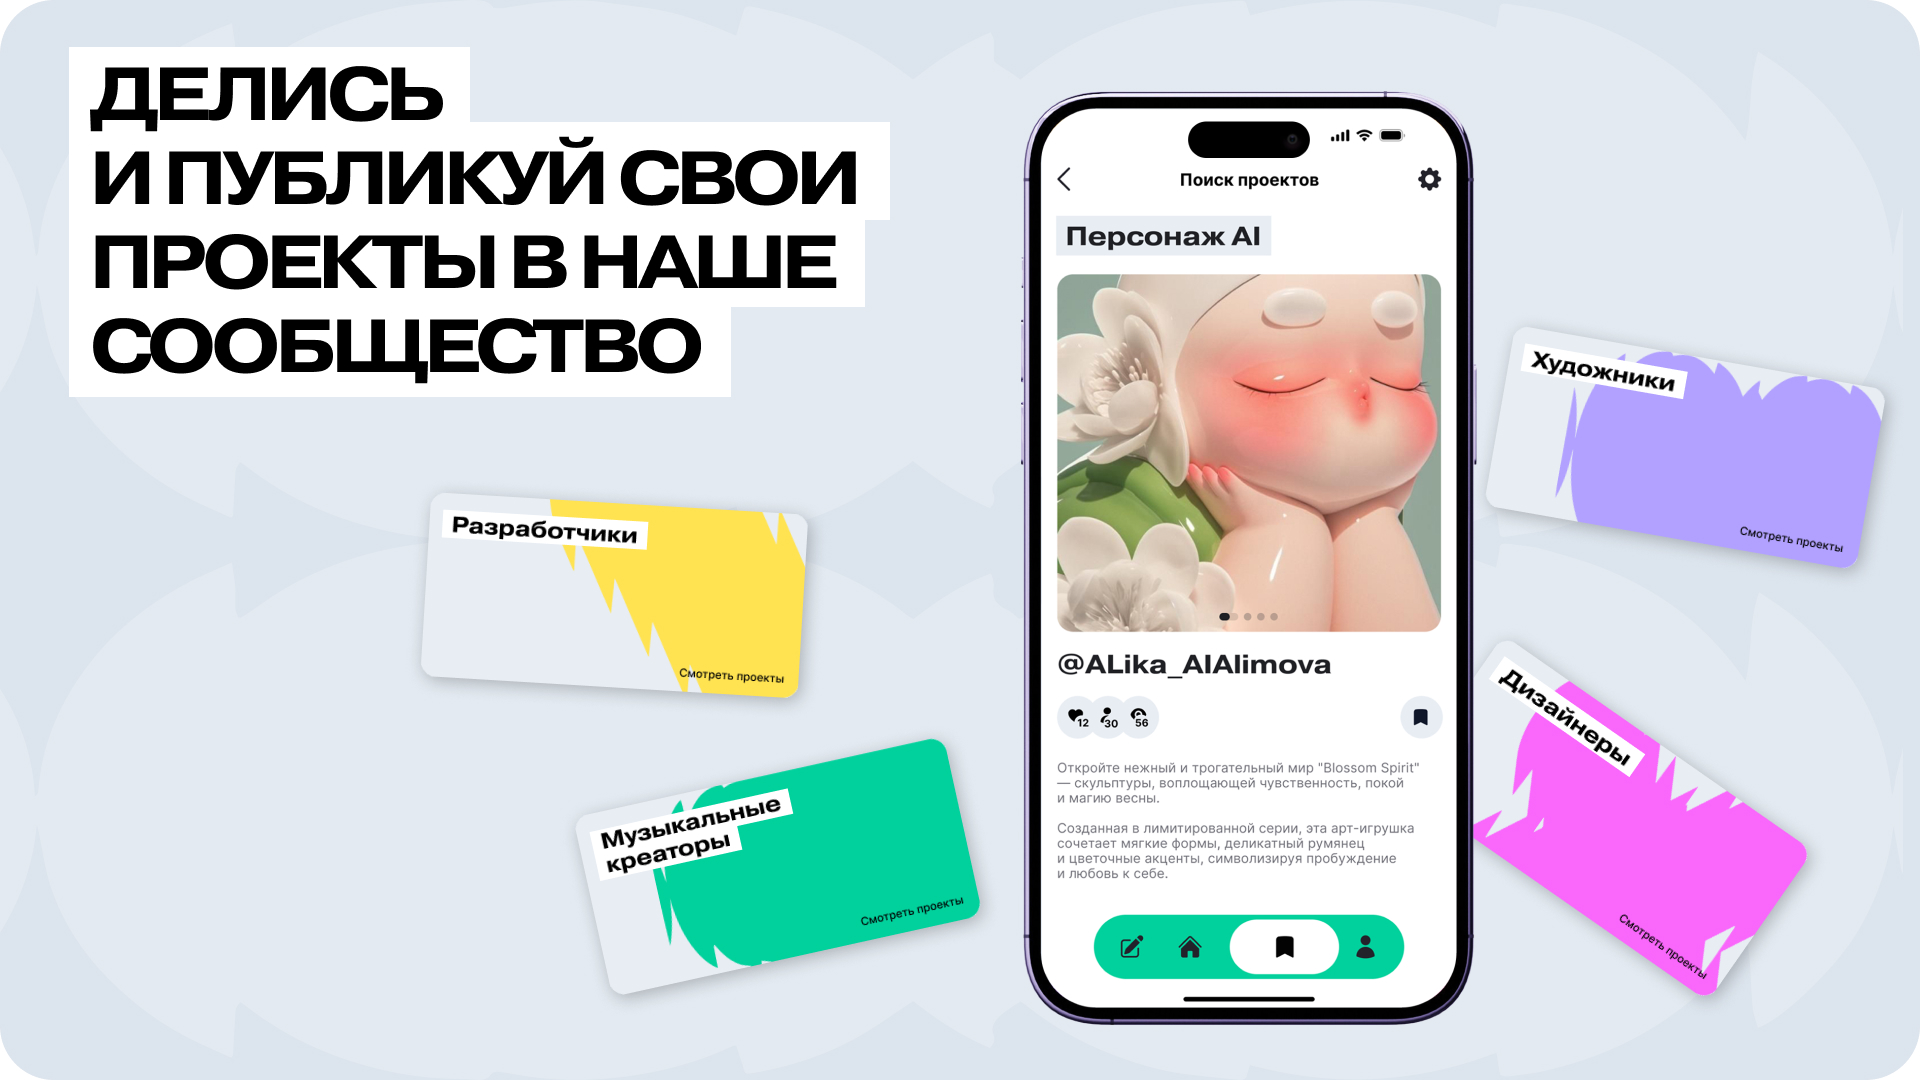 ДЕЛИСЬ
И ПУБЛИКУЙ СВОИ
ПРОЕКТЫ В НАШЕ
СООБЩЕСТВО
Поиск проектов
Персонаж AI
@ALika_AIAlimova
12
30
56
Откройте нежный и трогательный мир "Blossom Spirit"
— скульптуры, воплощающей чувственность, покой
и магию весны.
Созданная в лимитированной серии, эта арт-игрушка
сочетает мягкие формы, деликатный румянец
и цветочные акценты, символизируя пробуждение
и любовь к себе.
Разработчики
Смотреть проекты
Музыкальные
креаторы
Смотреть проекты
Художники
Смотреть проекты
Дизайнеры
Смотреть проекты